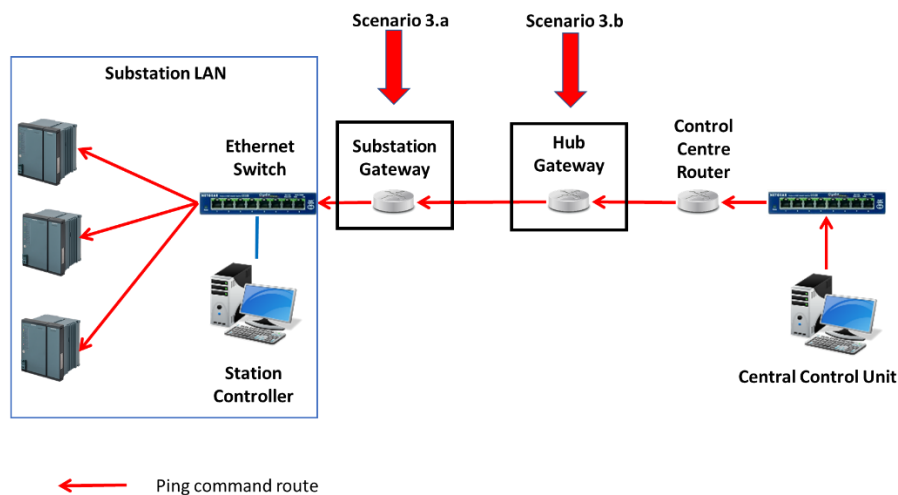 Scenario 3.a
Scenario 3.b
Substation LAN
Ethernet
Switch
Substation
Gateway
Hub
Gateway
Control
Centre
Router
NETGEAR
Station
Controller
Central Control Unit
Ping command route